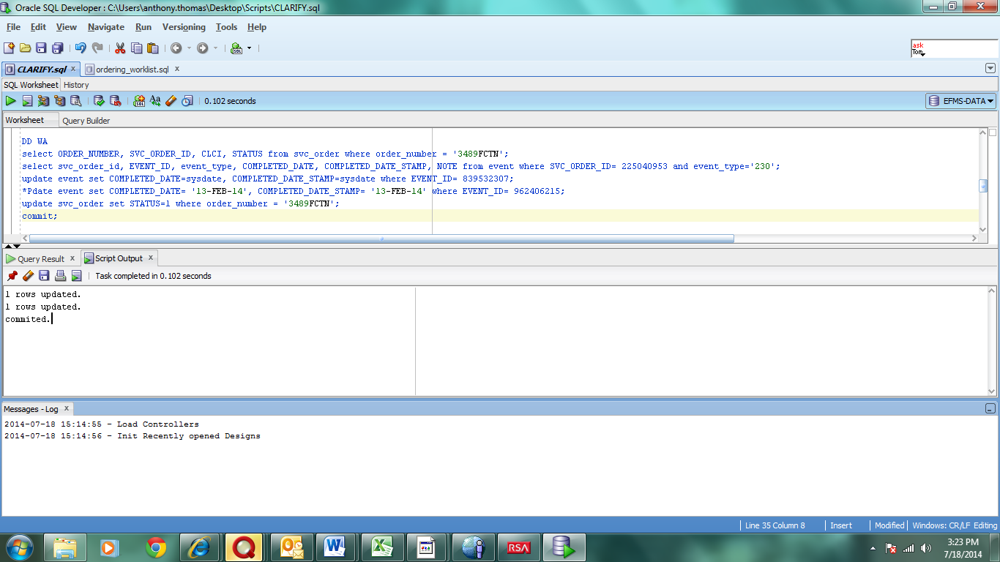 Oracle SQL Developer : C:\Users\anthony.thomas\Desktop\Scripts\CLARIFY.sql
File Edit View Navigate Run Versioning Tools Help
ask
Tom
CLARIFY.sql x ordering_worklist.sql x
SQL Worksheet History
0.102 seconds
EFMS-DATA
Worksheet Query Builder
DD WA
select ORDER_NUMBER, SVC_ORDER_ID, CLCI, STATUS from svc_order where order_number = '3489FCTN';
select svc_order_id, EVENT_ID, event_type, COMPLETED_DATE, COMPLETED_DATE_STAMP, NOTE from event where SVC_ORDER_ID= 225040953 and event_type='230';
update event set COMPLETED_DATE=sysdate, COMPLETED_DATE_STAMP=sysdate where EVENT_ID= 839532307;
*Pdate event set COMPLETED_DATE= '13-FEB-14', COMPLETED_DATE_STAMP= '13-FEB-14' where EVENT_ID= 962406215;
update svc_order set STATUS=1 where order_number = '3489FCTN';
commit;
Query Result x Script Output x
Task completed in 0.102 seconds
1 rows updated.
1 rows updated.
commited.
Messages - Log x
2014-07-18 15:14:55 - Load Controllers
2014-07-18 15:14:56 - Init Recently opened Designs
Line 35 Column 8 Insert Modified Windows: CR/LF Editing
RSA
3:23 PM
7/18/2014